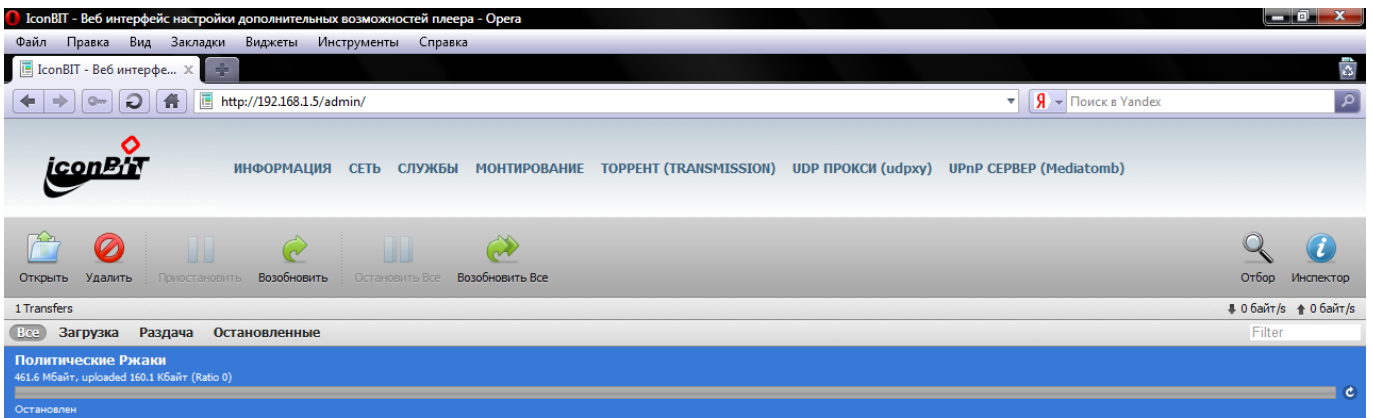 IconBIT - Веб интерфейс настройки дополнительных возможностей плеера - Opera
Файл Правка Вид Закладки Виджеты Инструменты Справка
IconBIT - Веб интерфе...
http://192.168.1.5/admin/ Я Поиск в Yandex
iconBiT ИНФОРМАЦИЯ СЕТЬ СЛУЖБЫ МОНТИРОВАНИЕ ТОРРЕНТ (TRANSMISSION) UDP ПРОКСИ (udpxy) UPnP СЕРВЕР (Mediatomb)
Открыть Удалить Приостановить Возобновить Остановить Все Возобновить Все Отбор Инспектор
1 Transfers 0 байт/s 0 байт/s
Все Загрузка Раздача Остановленные Filter
Политические Ржаки
461.6 Мбайт, uploaded 160.1 Кбайт (Ratio 0)
Остановлен